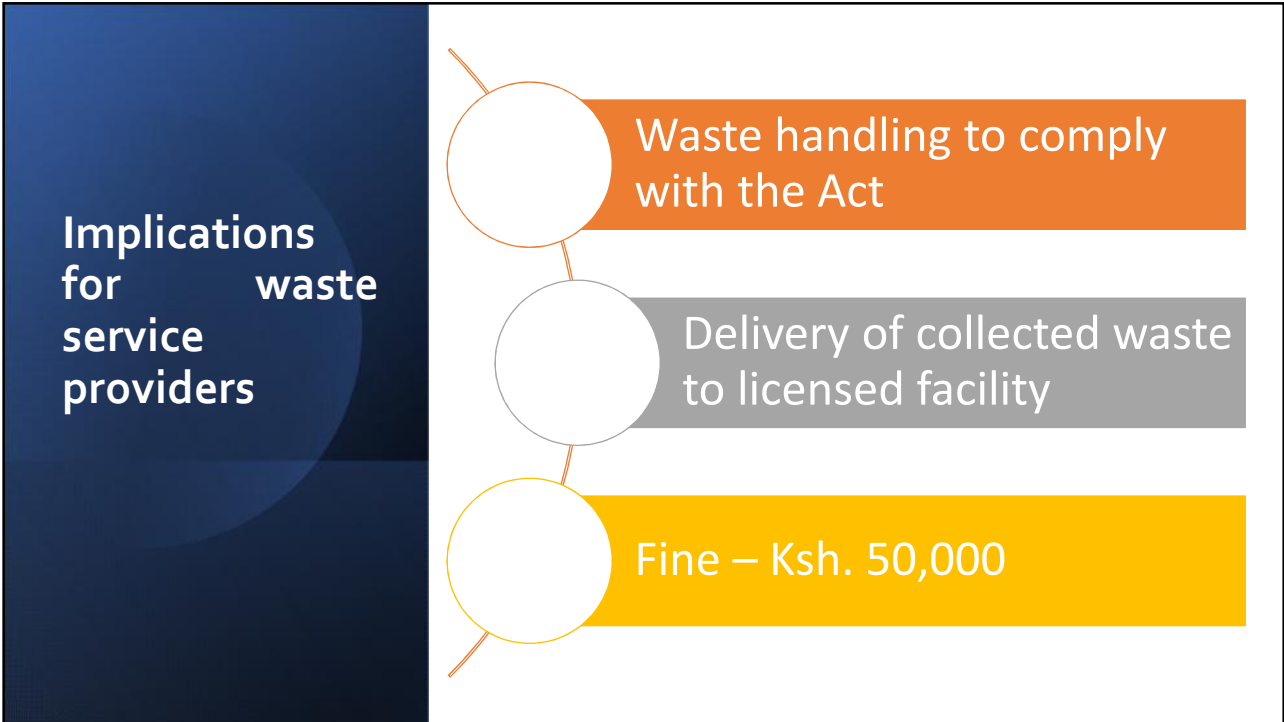 Implications
for waste
service
providers
Waste handling to comply
with the Act
Delivery of collected waste
to licensed facility
Fine – Ksh. 50,000